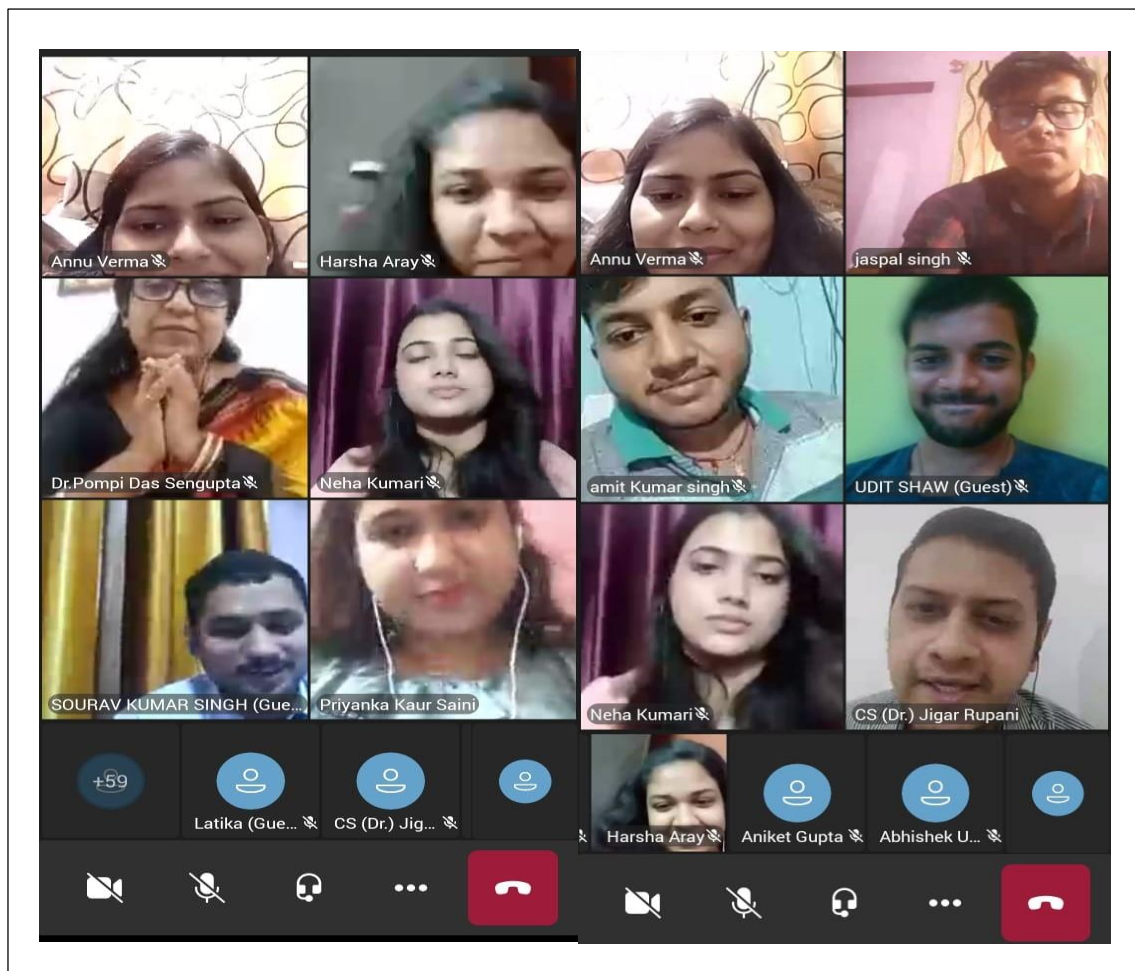 Annu Verma
Harsha Aray
Dr.Pompi Das Sengupta
Neha Kumari
SOURAV KUMAR SINGH (Gue...
Priyanka Kaur Saini
+59
Latika (Gue...
CS (Dr.) Jig...
Annu Verma
jaspal singh
amit Kumar singh
UDIT SHAW (Guest)
Neha Kumari
CS (Dr.) Jigar Rupani
Harsha Aray
Aniket Gupta
Abhishek U...